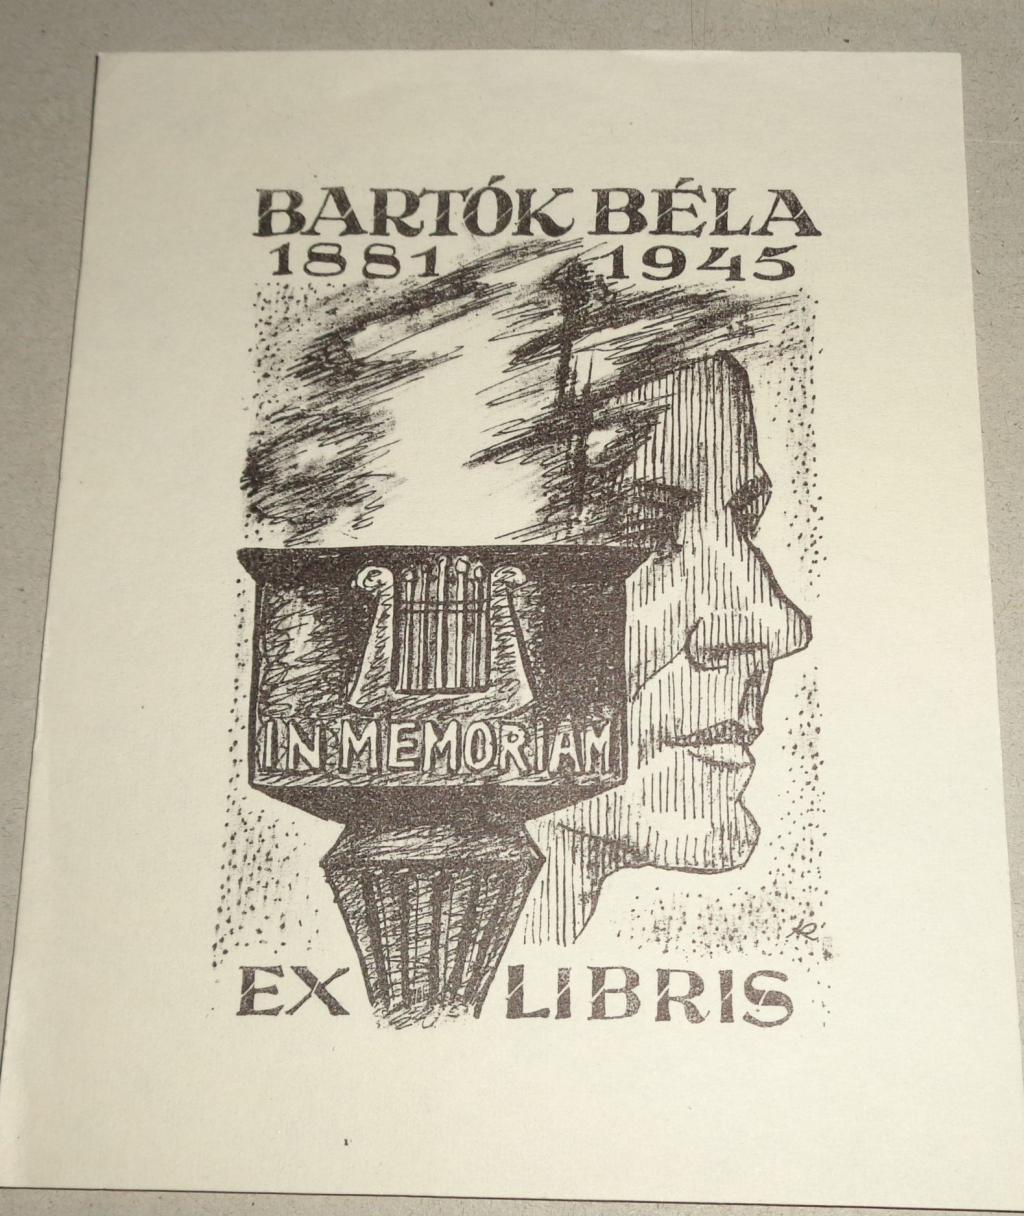 BARTÓK BÉLA
1881 1945
IN MEMORIAM
EX LIBRIS